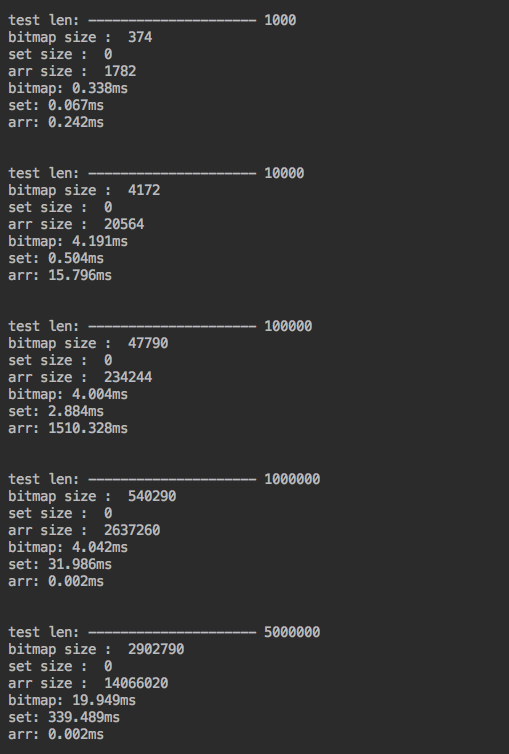 test len: --------------------- 1000
bitmap size :  374
set size :  0
arr size :  1782
bitmap: 0.338ms
set: 0.067ms
arr: 0.242ms
test len: --------------------- 10000
bitmap size :  4172
set size :  0
arr size :  20564
bitmap: 4.191ms
set: 0.504ms
arr: 15.796ms
test len: --------------------- 100000
bitmap size :  47790
set size :  0
arr size :  234244
bitmap: 4.004ms
set: 2.884ms
arr: 1510.328ms
test len: --------------------- 1000000
bitmap size :  540290
set size :  0
arr size :  2637260
bitmap: 4.042ms
set: 31.986ms
arr: 0.002ms
test len: --------------------- 5000000
bitmap size :  2902790
set size :  0
arr size :  14066020
bitmap: 19.949ms
set: 339.489ms
arr: 0.002ms